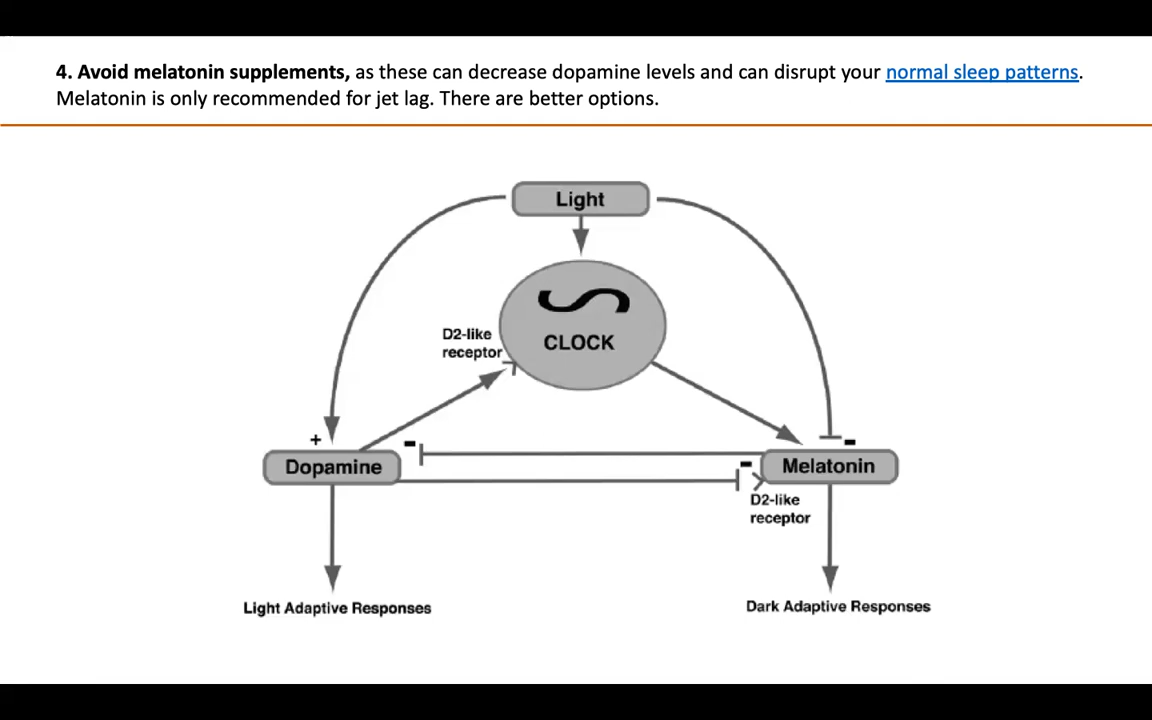 4. Avoid melatonin supplements, as these can decrease dopamine levels and can disrupt your normal sleep patterns.
Melatonin is only recommended for jet lag. There are better options.
Light
D2-like
receptor
CLOCK
+
-
-
-
Dopamine
Melatonin
D2-like
receptor
Light Adaptive Responses
Dark Adaptive Responses